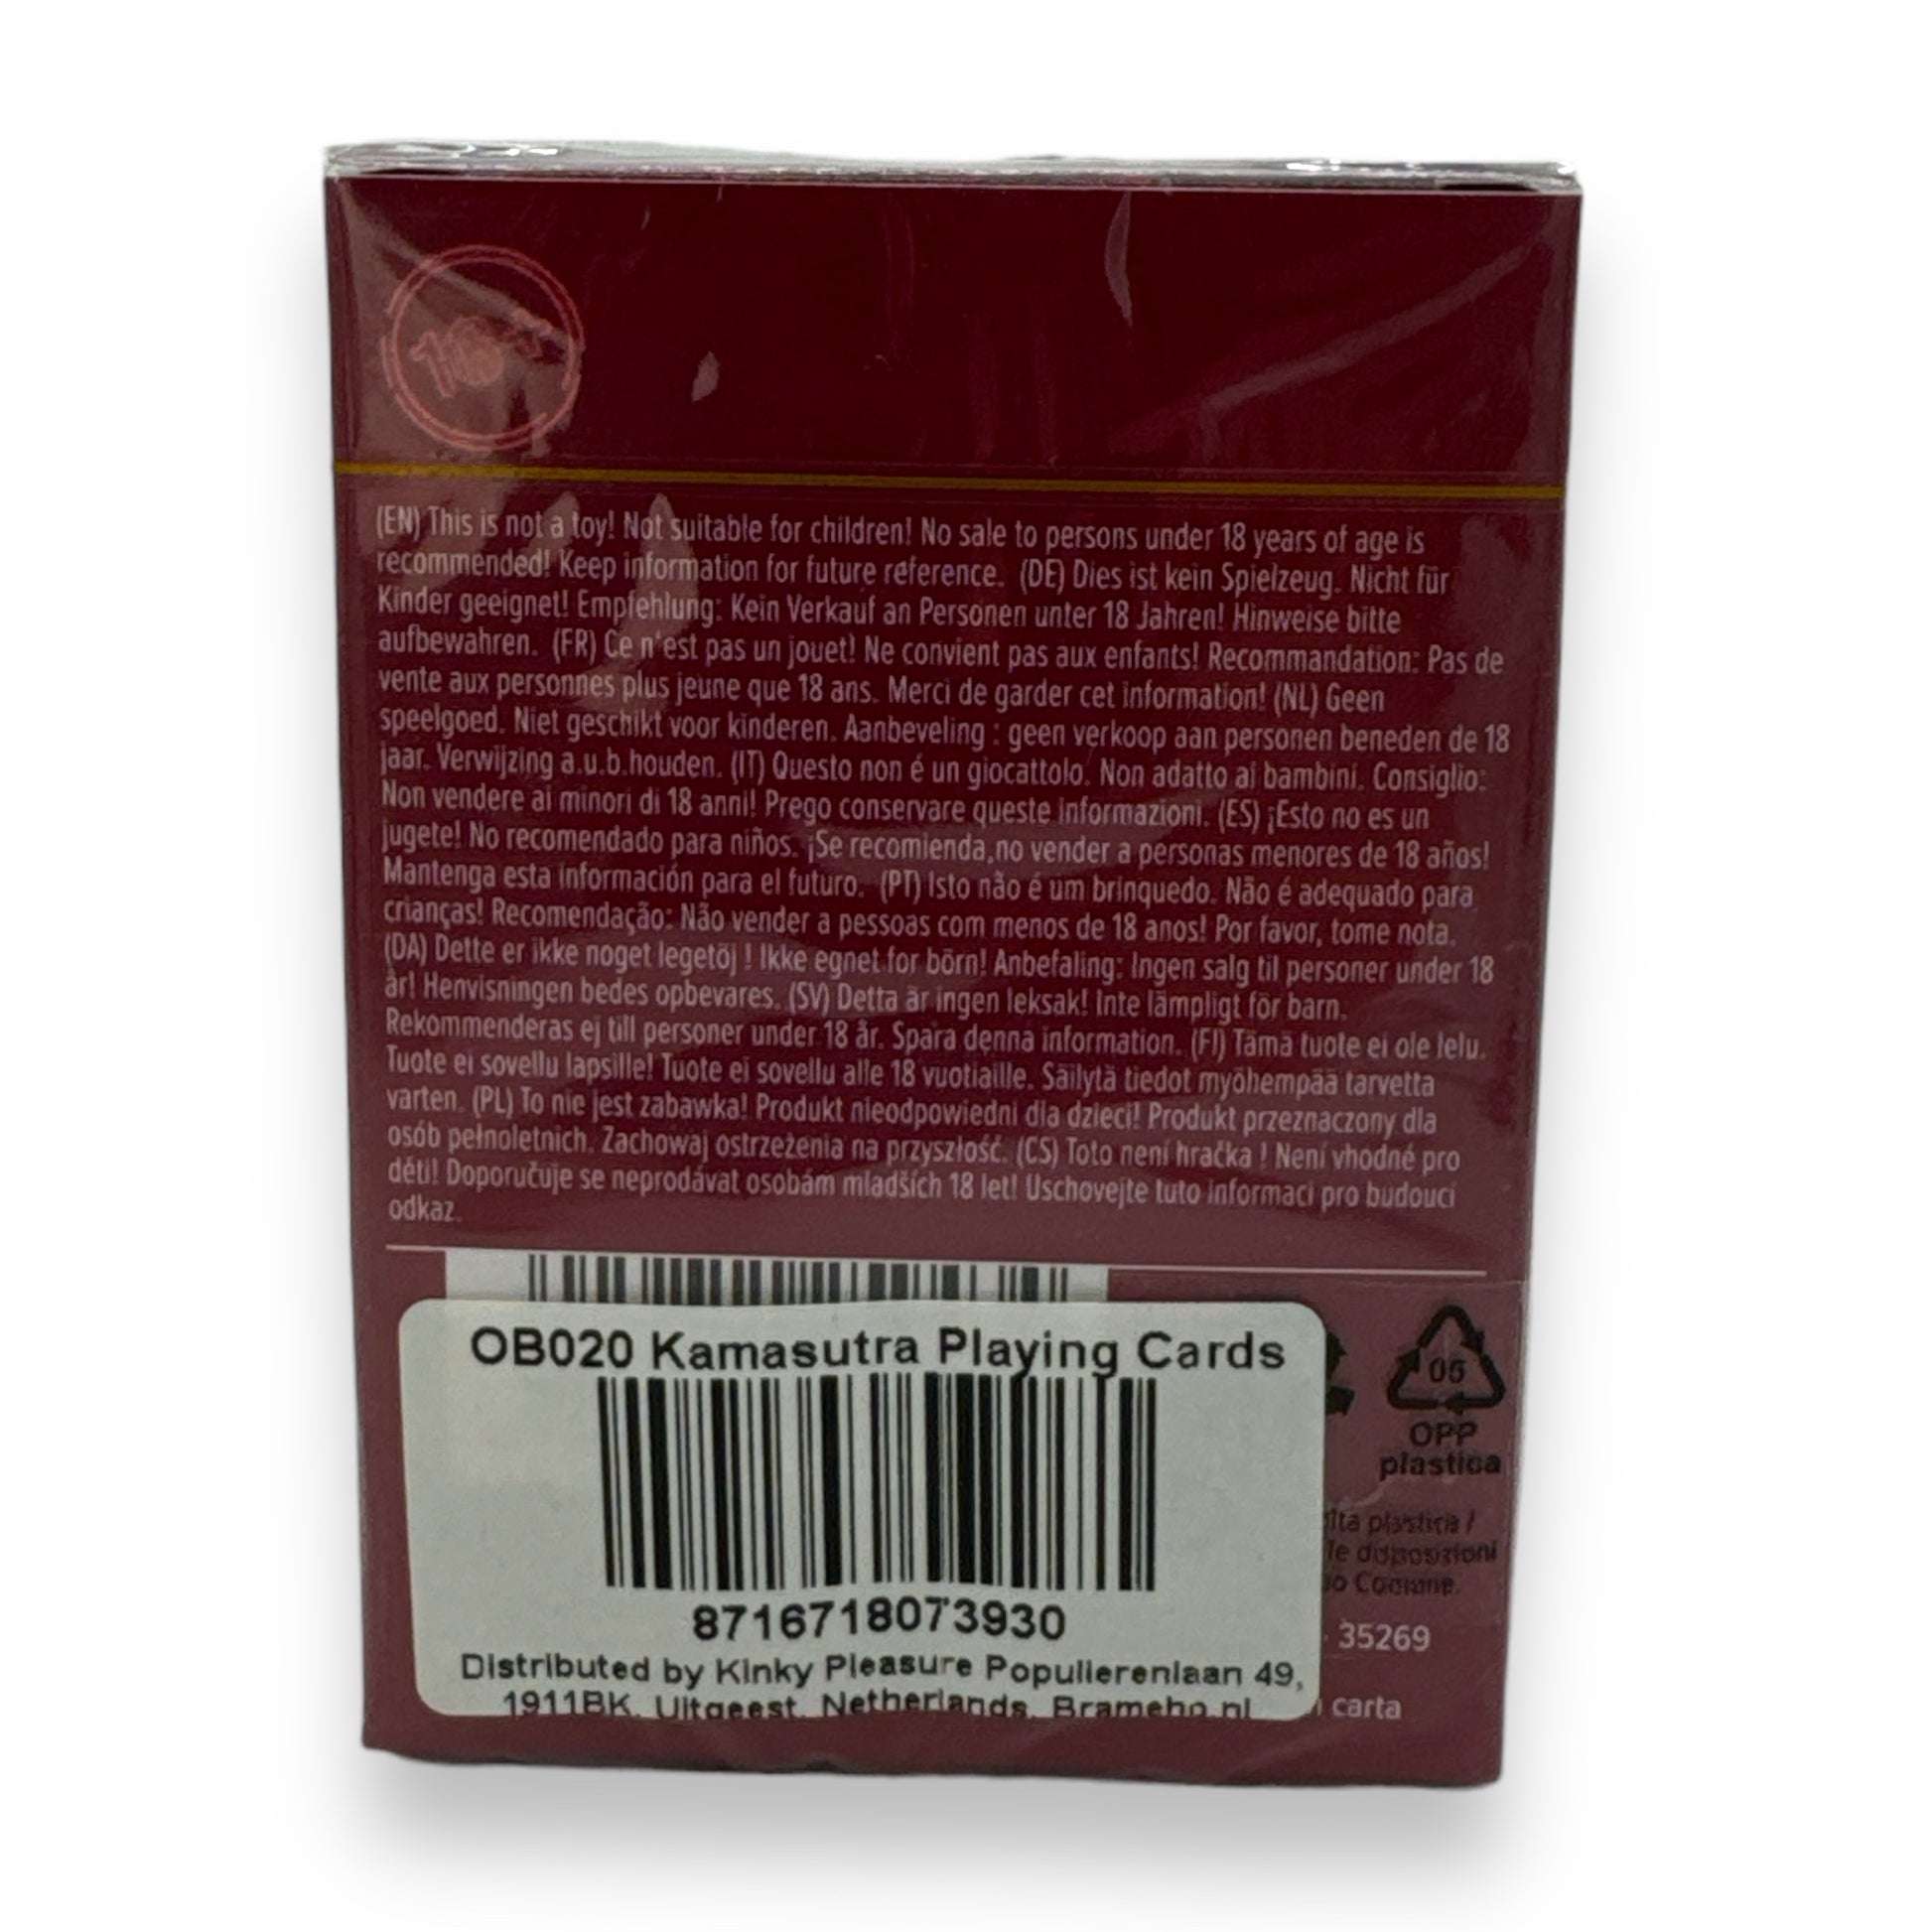 (EN) This is not a toy! Not suitable for children! No sale to persons under 18 years of age is
recommended! Keep information for future reference. (DE) Dies ist kein Spielzeug. Nicht für
Kinder geeignet! Empfehlung: Kein Verkauf an Personen unter 18 Jahren! Hinweise bitte
aufbewahren. (FR) Ce n'est pas un jouet! Ne convient pas aux enfants! Recommandation: Pas de
vente aux personnes plus jeune que 18 ans. Merci de garder cet information! (NL) Geen
speelgoed. Niet geschikt voor kinderen. Aanbeveling : geen verkoop aan personen beneden de 18
jaar. Verwijzing a.u.b.houden. (IT) Questo non é un giocattolo. Non adatto ai bambini. Consiglio:
Non vendere ai minori di 18 anni! Prego conservare queste informazioni. (ES) ¡Esto no es un
jugete! No recomendado para niños. ¡Se recomienda,no vender a personas menores de 18 años!
Mantenga esta información para el futuro. (PT) Isto não é um brinquedo. Não é adequado para
crianças! Recomendação: Não vender a pessoas com menos de 18 anos! Por favor, tome nota.
(DA) Dette er ikke noget legetöj ! Ikke egnet for börn! Anbefaling: Ingen salg til personer under 18
år! Henvisningen bedes opbevares. (SV) Detta är ingen leksak! Inte lämpligt för barn.
Rekommenderas ej till personer under 18 år. Spara denna information. (FI) Täma tuote ei ole lelu.
Tuote ei sovellu lapsille! Tuote ei sovellu alle 18 vuotiaille. Säilytä tiedot myöhempää tarvetta
varten. (PL) To nie jest zabawka! Produkt nieodpowiedni dla dzieci! Produkt przeznaczony dla
osób pełnoletnich. Zachowaj ostrzeżenia na przyszłość. (CS) Toto není hračka ! Není vhodné pro
děti! Doporučuje se neprodávat osobám mladších 18 let! Uschovejte tuto informaci pro budoucí
odkaz.
OB020 Kamasutra Playing Cards
8716718073930
Distributed by Kinky Pleasure Populierenlaan 49,
1911BK, Uitgeest, Netherlands, Brameho.nl
05
OPP
plastica
plastica /
le disposizioni
Comune.
35269
carta